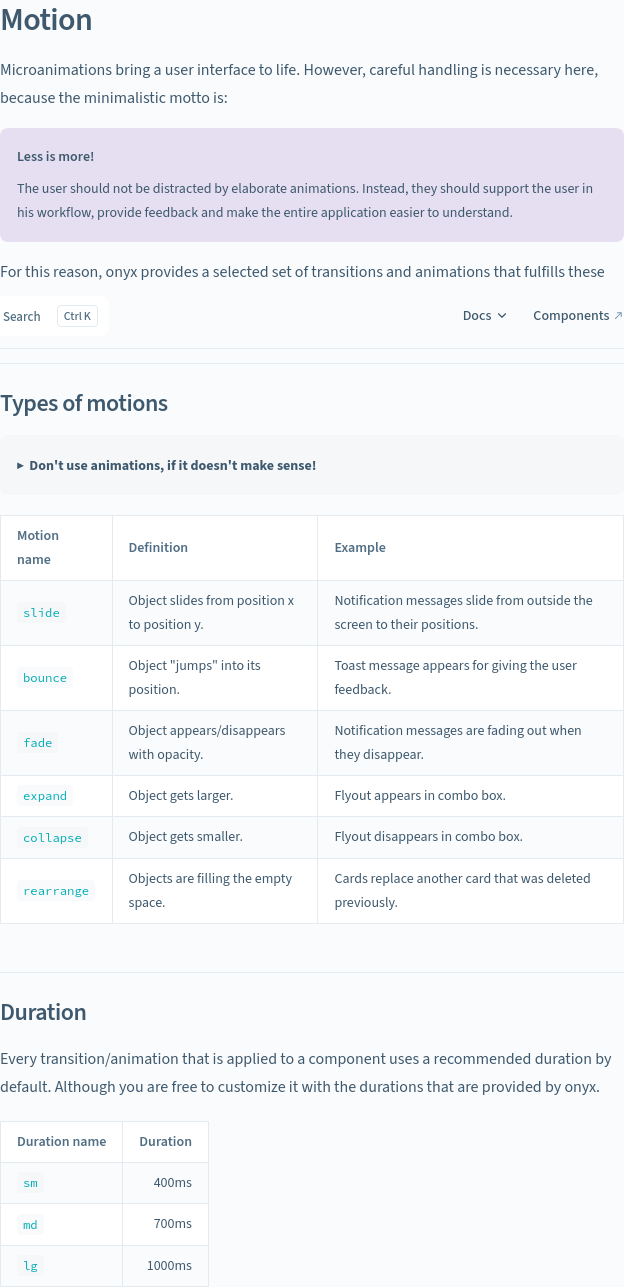 Motion
Microanimations bring a user interface to life. However, careful handling is necessary here,
because the minimalistic motto is:
Less is more!
The user should not be distracted by elaborate animations. Instead, they should support the user in
his workflow, provide feedback and make the entire application easier to understand.
For this reason, onyx provides a selected set of transitions and animations that fulfills these
Search Ctrl K Docs Components ↗
Types of motions
▸ Don't use animations, if it doesn't make sense!
Motion
name
Definition
Example
slide
Object slides from position x
to position y.
Notification messages slide from outside the
screen to their positions.
bounce
Object "jumps" into its
position.
Toast message appears for giving the user
feedback.
fade
Object appears/disappears
with opacity.
Notification messages are fading out when
they disappear.
expand
Object gets larger.
Flyout appears in combo box.
collapse
Object gets smaller.
Flyout disappears in combo box.
rearrange
Objects are filling the empty
space.
Cards replace another card that was deleted
previously.
Duration
Every transition/animation that is applied to a component uses a recommended duration by
default. Although you are free to customize it with the durations that are provided by onyx.
Duration name Duration
sm 400ms
md 700ms
lg 1000ms